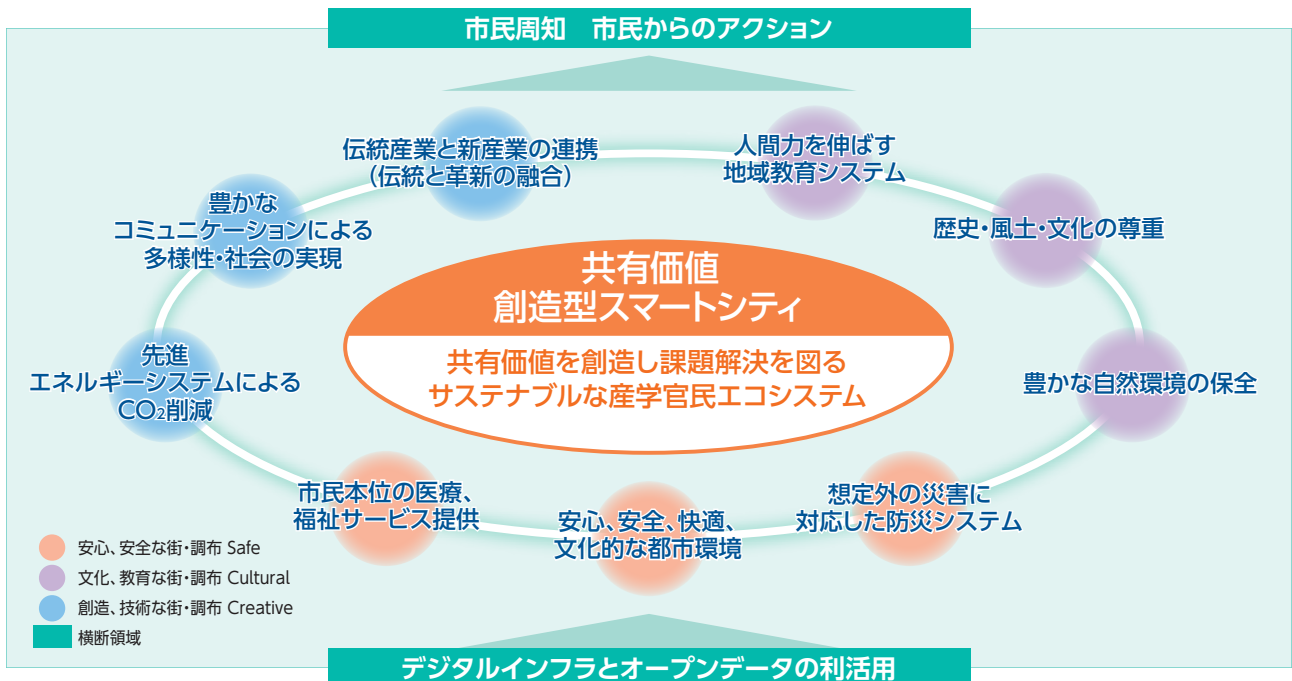 市民周知　市民からのアクション
伝統産業と新産業の連携
（伝統と革新の融合）
人間力を伸ばす
地域教育システム
豊かな
コミュニケーションによる
多様性・社会の実現
歴史・風土・文化の尊重
共有価値
創造型スマートシティ
共有価値を創造し課題解決を図る
サステナブルな産学官民エコシステム
先進
エネルギーシステムによる
CO₂削減
豊かな自然環境の保全
市民本位の医療、
福祉サービス提供
安心、安全、快適、
文化的な都市環境
想定外の災害に
対応した防災システム
安心、安全な街・調布 Safe
文化、教育な街・調布 Cultural
創造、技術な街・調布 Creative
横断領域
デジタルインフラとオープンデータの利活用